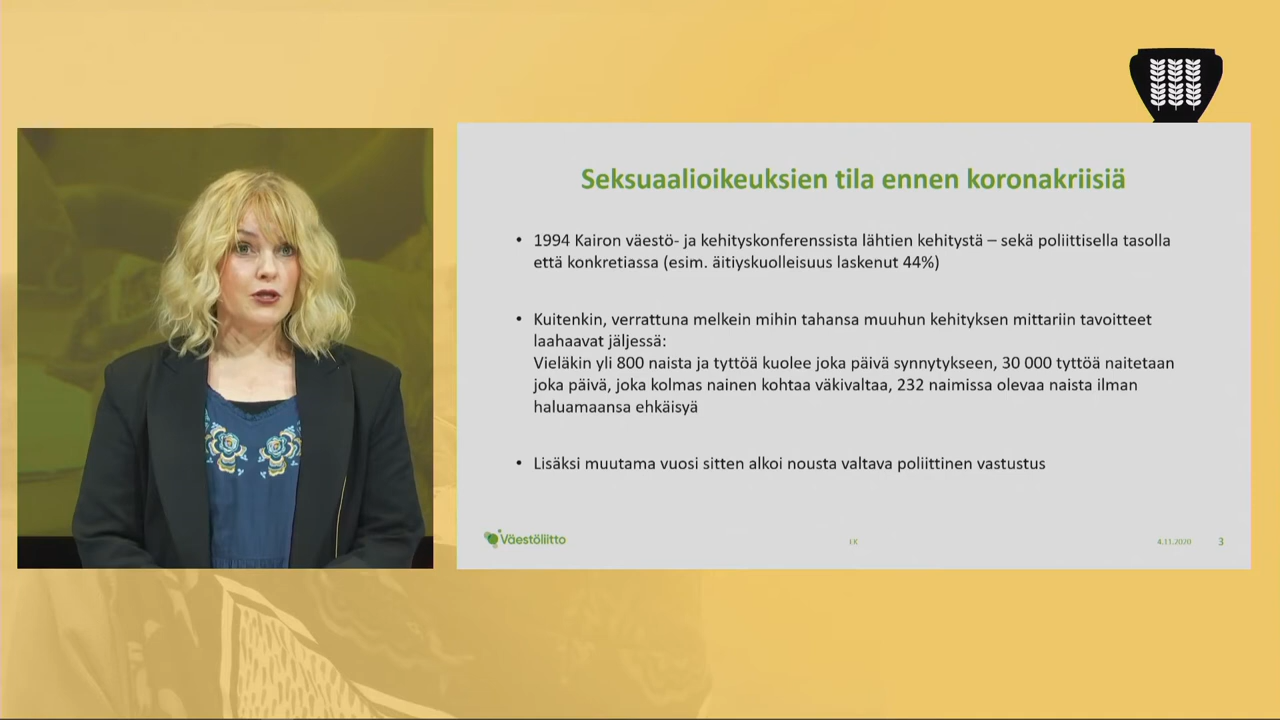 Seksuaalioikeuksien tila ennen koronakriisiä
• 1994 Kairon väestö- ja kehityskonferenssista lähtien kehitystä – sekä poliittisella tasolla
että konkretiassa (esim. äitiyskuolleisuus laskenut 44%)
• Kuitenkin, verrattuna melkein mihin tahansa muuhun kehityksen mittariin tavoitteet
laahaavat jäljessä:
Vieläkin yli 800 naista ja tyttöä kuolee joka päivä synnytykseen, 30 000 tyttöä naitetaan
joka päivä, joka kolmas nainen kohtaa väkivaltaa, 232 naimissa olevaa naista ilman
haluamaansa ehkäisyä
• Lisäksi muutama vuosi sitten alkoi nousta valtava poliittinen vastustus
Väestöliitto
4.11.2020
3